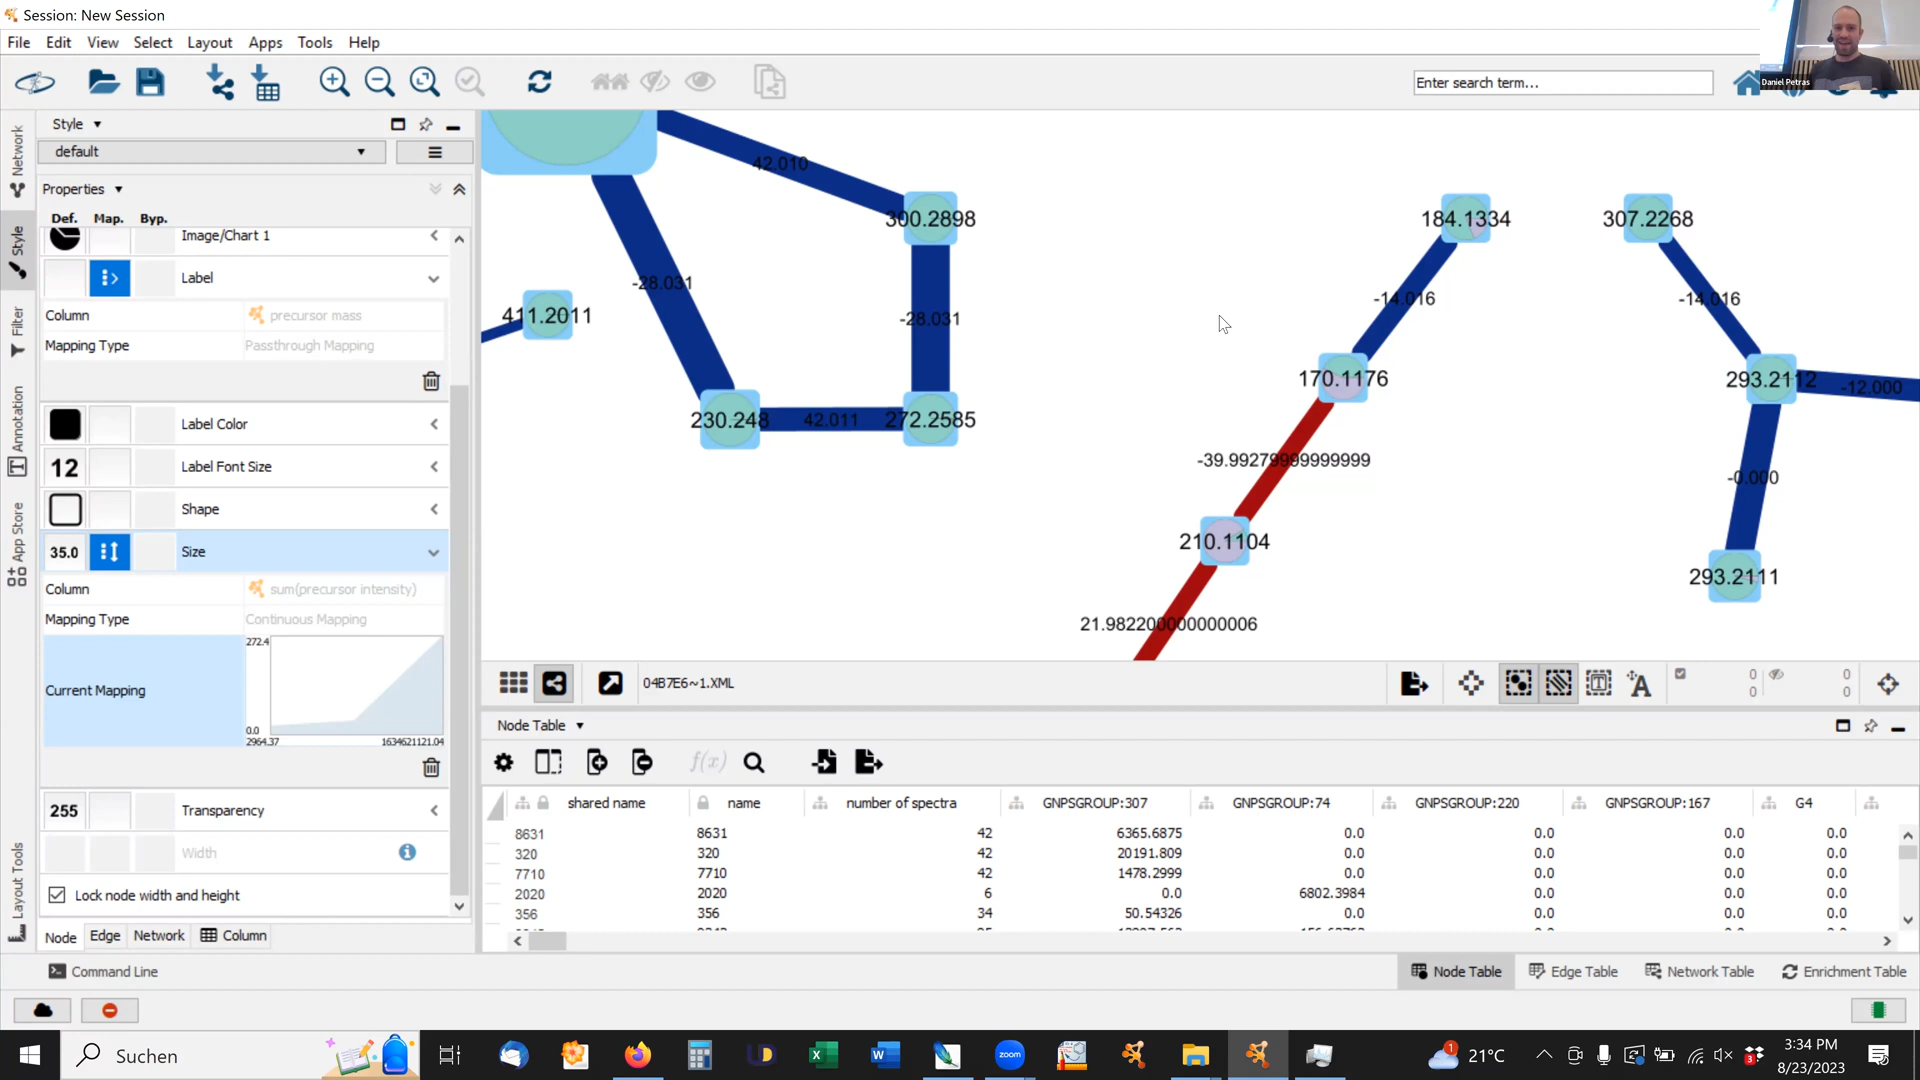 Session: New Session
File Edit View Select Layout Apps Tools Help
Enter search term...
Daniel Petras
Network
Style
Filter
Annotation
App Store
Layout Tools
Style
default
Properties
Def. Map. Byp.
Image/Chart 1
Label
Column precursor mass
Mapping Type Passthrough Mapping
Label Color
12 Label Font Size
Shape
35.0 Size
Column sum(precursor intensity)
Mapping Type Continuous Mapping
Current Mapping
272.4
0.0
2964.37 1634621121.04
255 Transparency
Width
Lock node width and height
Node Edge Network Column
42.010
300.2898
184.1334
307.2268
-28.031
-14.016
-14.016
411.2011
-28.031
170.1176
293.2112
-12.000
230.248
42.011
272.2585
-39.99279999999999
-0.000
210.1104
293.2111
21.982200000000006
04B7E6~1.XML
0 0
0 0
Node Table
f(x)
shared name name number of spectra GNPSGROUP:307 GNPSGROUP:74 GNPSGROUP:220 GNPSGROUP:167 G4
8631 8631 42 6365.6875 0.0 0.0 0.0 0.0
320 320 42 20191.809 0.0 0.0 0.0 0.0
7710 7710 42 1478.2999 0.0 0.0 0.0 0.0
2020 2020 6 0.0 6802.3984 0.0 0.0 0.0
356 356 34 50.54326 0.0 0.0 0.0 0.0
Command Line
Node Table Edge Table Network Table Enrichment Table
Suchen
zoom
1
21°C
3:34 PM
8/23/2023